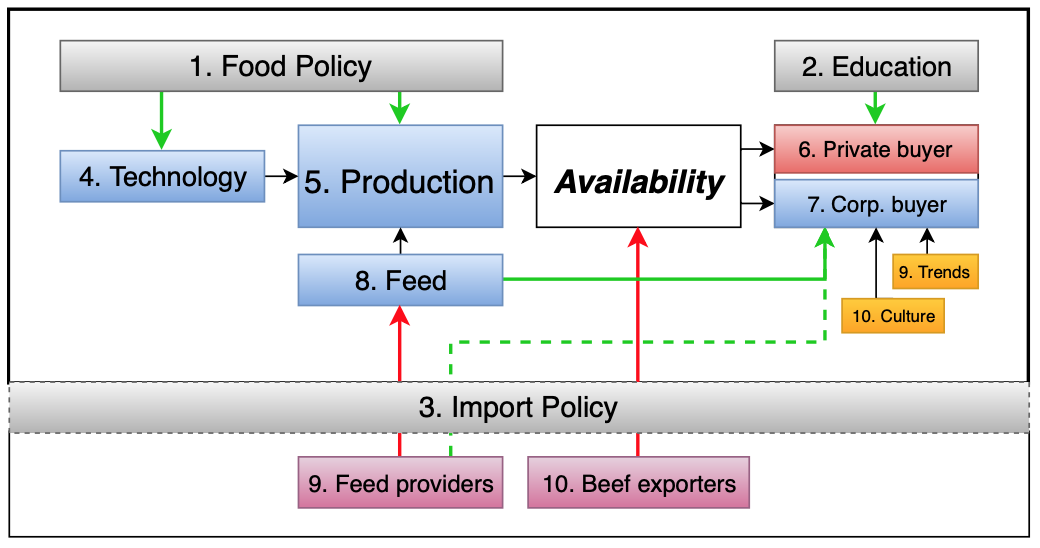 1. Food Policy
2. Education
4. Technology
5. Production
Availability
6. Private buyer
7. Corp. buyer
8. Feed
9. Trends
10. Culture
3. Import Policy
9. Feed providers
10. Beef exporters